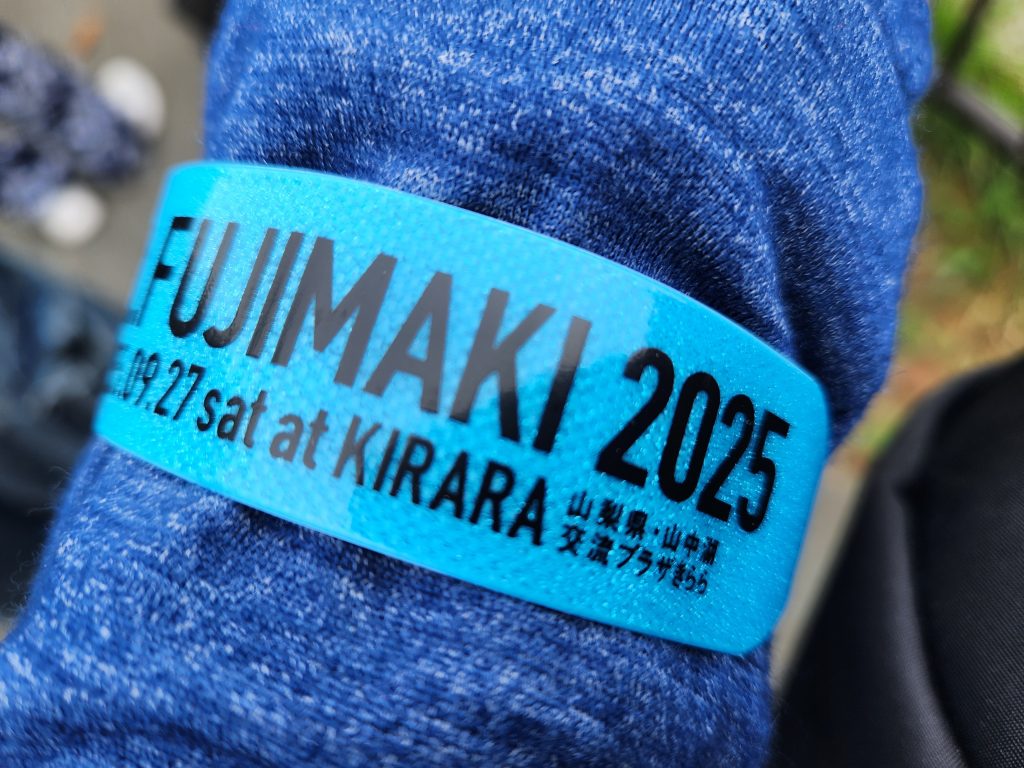 FUJIIMAKI 2025
.09.27 sat at KIRARA
山梨県・山中湖
交流プラザきらら